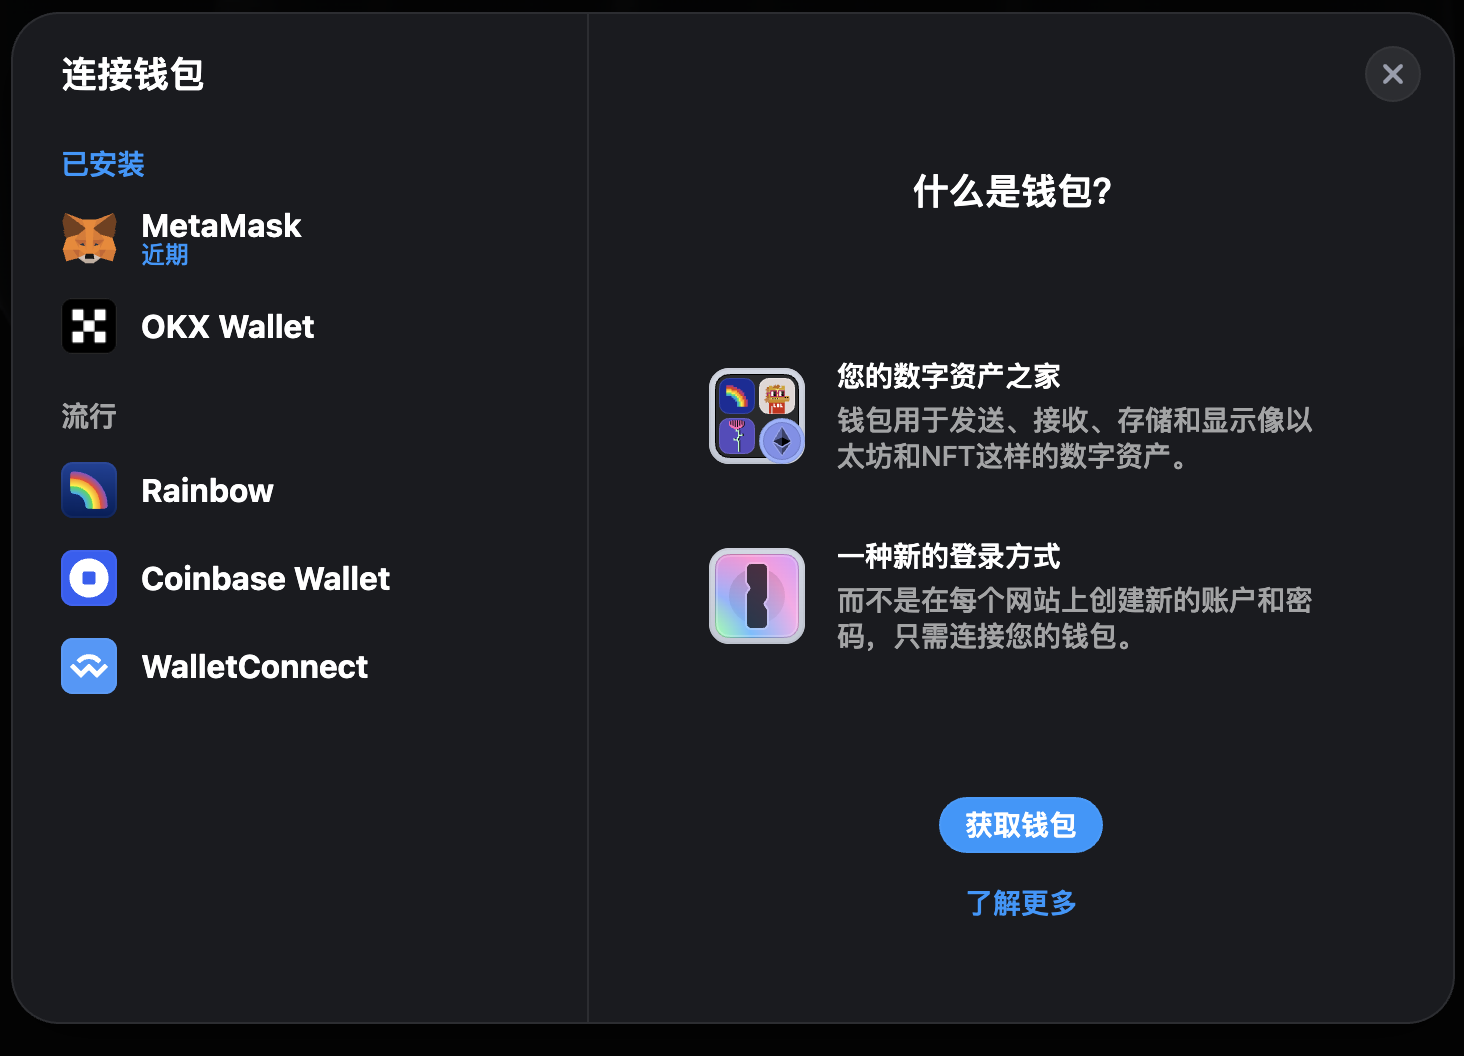 连接钱包
已安装
MetaMask
近期
OKX Wallet
流行
Rainbow
Coinbase Wallet
WalletConnect
什么是钱包?
您的数字资产之家
钱包用于发送、接收、存储和显示像以
太坊和NFT这样的数字资产。
一种新的登录方式
而不是在每个网站上创建新的账户和密
码，只需连接您的钱包。
获取钱包
了解更多